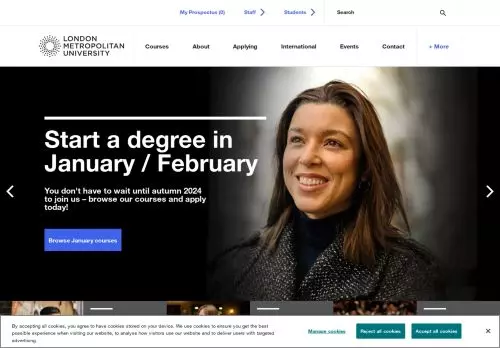 My Prospectus (0)
Staff
Students
Search
LONDON
METROPOLITAN
UNIVERSITY
Courses
About
Applying
International
Events
Contact
+ More
Start a degree in
January / February
You don't have to wait until autumn 2024
to join us – browse our courses and apply
today!
Browse January courses
By accepting all cookies, you agree to have cookies stored on your device. We use cookies to ensure you get the best
possible experience when visiting our website, to analyse how visitors use our website and to deliver users with targeted
advertising.
Manage cookies
Reject all cookies
Accept all cookies